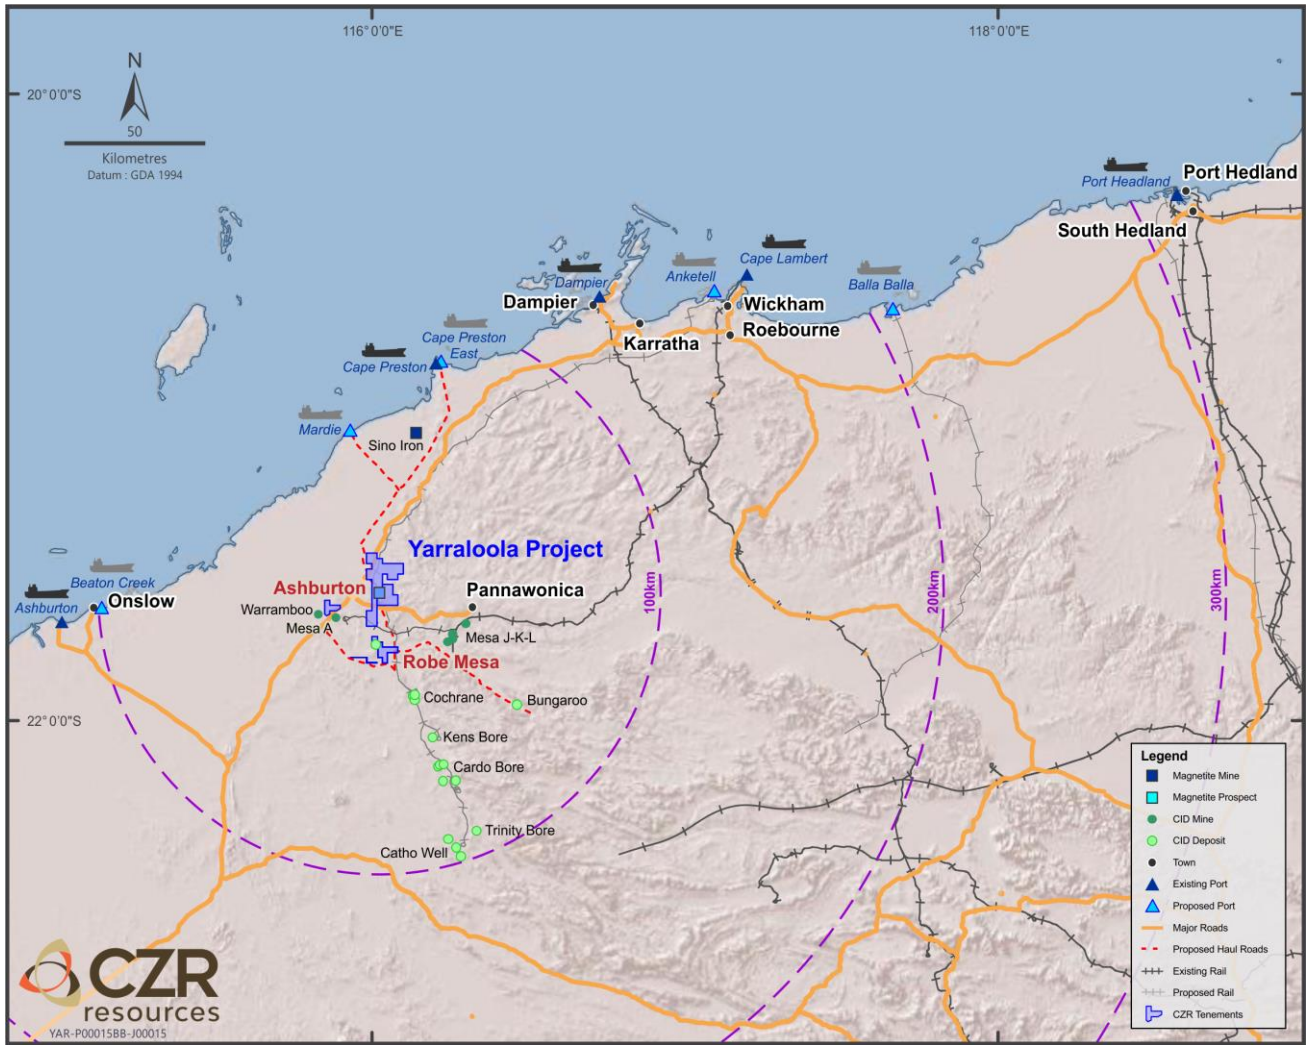 116°0'0"E
118°0'0"E
N
50
Kilometres
Datum : GDA 1994
20°0'0"S
Port Headland
Port Hedland
South Hedland
Cape Lambert
Anketell
Dampier
Dampier
Balla Balla
Wickham
Roebourne
Karratha
Cape Preston
East
Cape Preston
Mardie
Sino Iron
Yarraloola Project
Ashburton
Pannawonica
Beaton Creek
Ashburton
Onslow
Warramboo
Mesa A
Mesa J-K-L
Robe Mesa
100km
200km
300km
Cochrane
Bungaroo
22°0'0"S
Kens Bore
Cardo Bore
Trinity Bore
Catho Well
Legend
Magnetite Mine
Magnetite Prospect
CID Mine
CID Deposit
Town
Existing Port
Proposed Port
Major Roads
Proposed Haul Roads
Existing Rail
Proposed Rail
CZR Tenements
CZR
resources
YAR-P00015BB-J00015